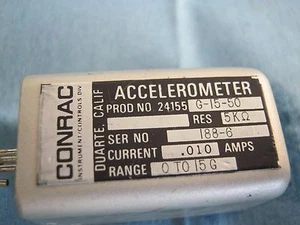 CONRAC
INSTRUMENT/CONTROLS DIV
DUARTE, CALIF
ACCELEROMETER
PROD NO 24155 G-15-50
RES 5KΩ
SER NO 188-6
CURRENT .010 AMPS
RANGE 0 TO 15 G